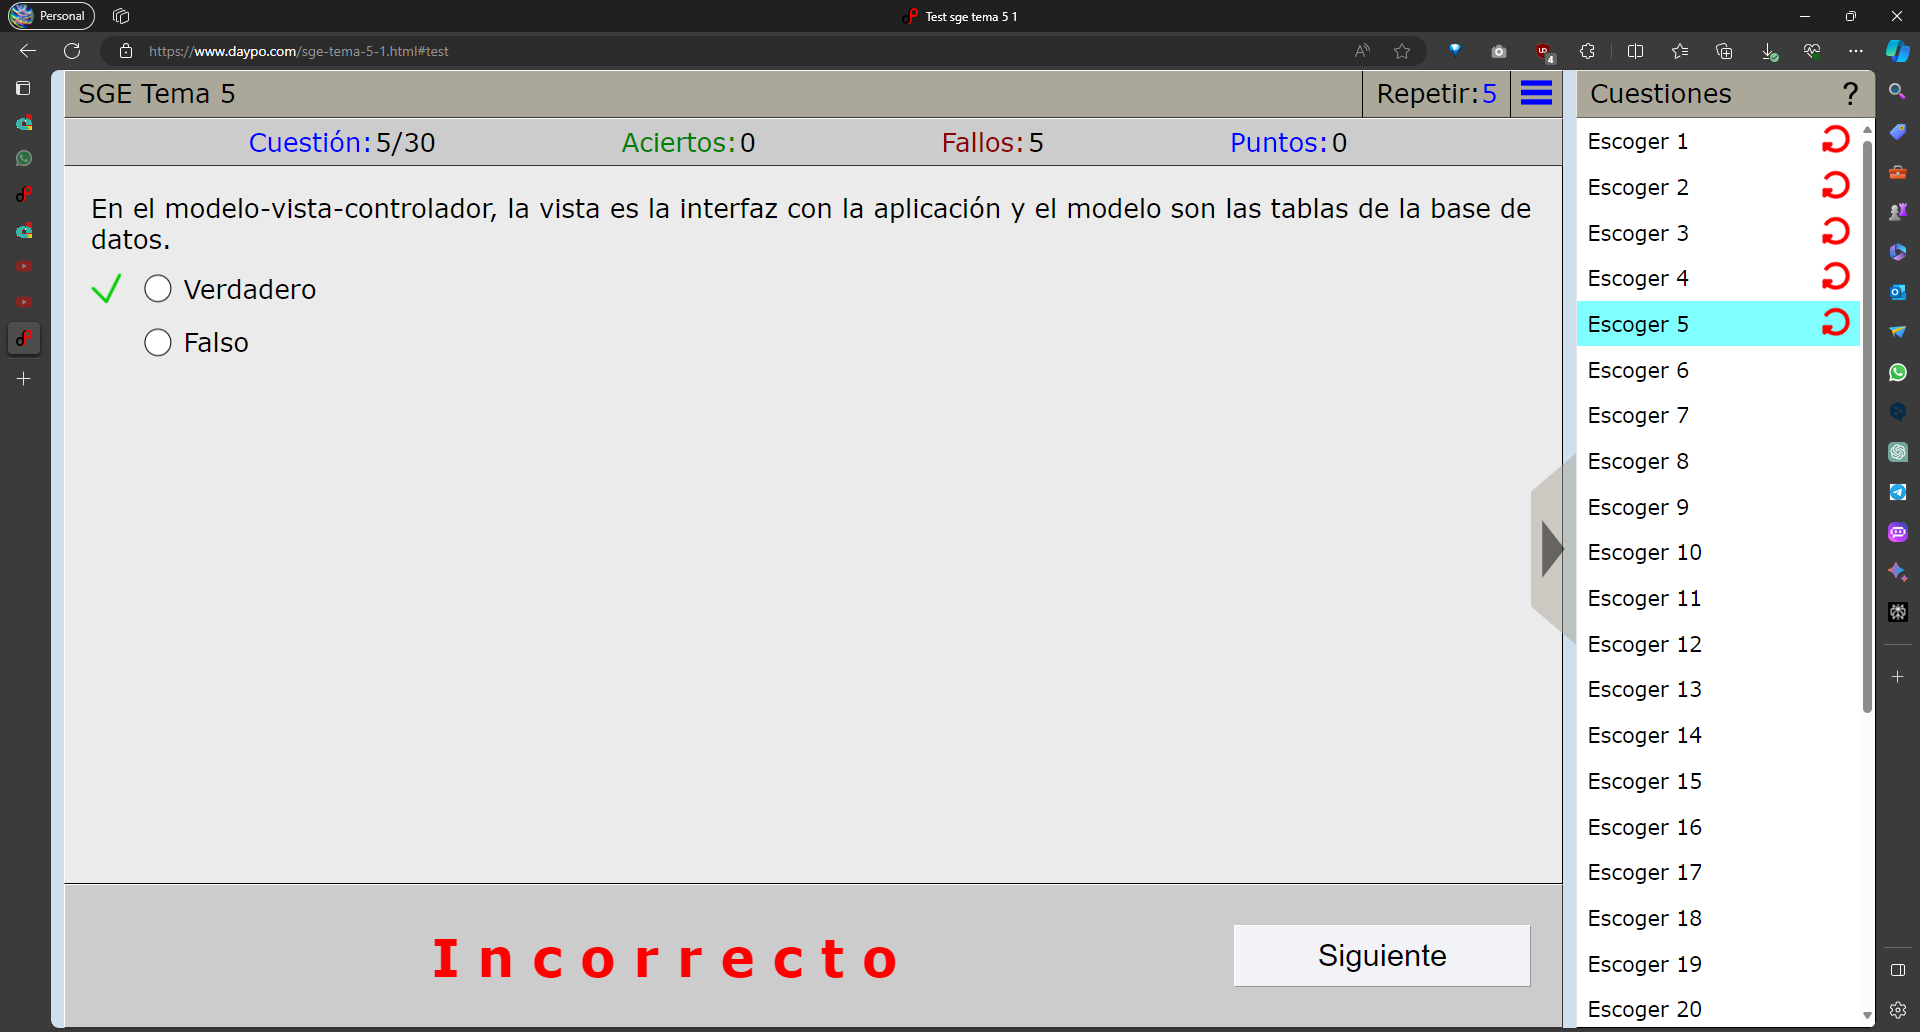 Personal
Test sge tema 5 1
https://www.daypo.com/sge-tema-5-1.html#test
SGE Tema 5
Repetir:5
Cuestión:5/30
Aciertos:0
Fallos:5
Puntos:0
En el modelo-vista-controlador, la vista es la interfaz con la aplicación y el modelo son las tablas de la base de
datos.
Verdadero
Falso
Incorrecto
Siguiente
Cuestiones
?
Escoger 1
Escoger 2
Escoger 3
Escoger 4
Escoger 5
Escoger 6
Escoger 7
Escoger 8
Escoger 9
Escoger 10
Escoger 11
Escoger 12
Escoger 13
Escoger 14
Escoger 15
Escoger 16
Escoger 17
Escoger 18
Escoger 19
Escoger 20
4